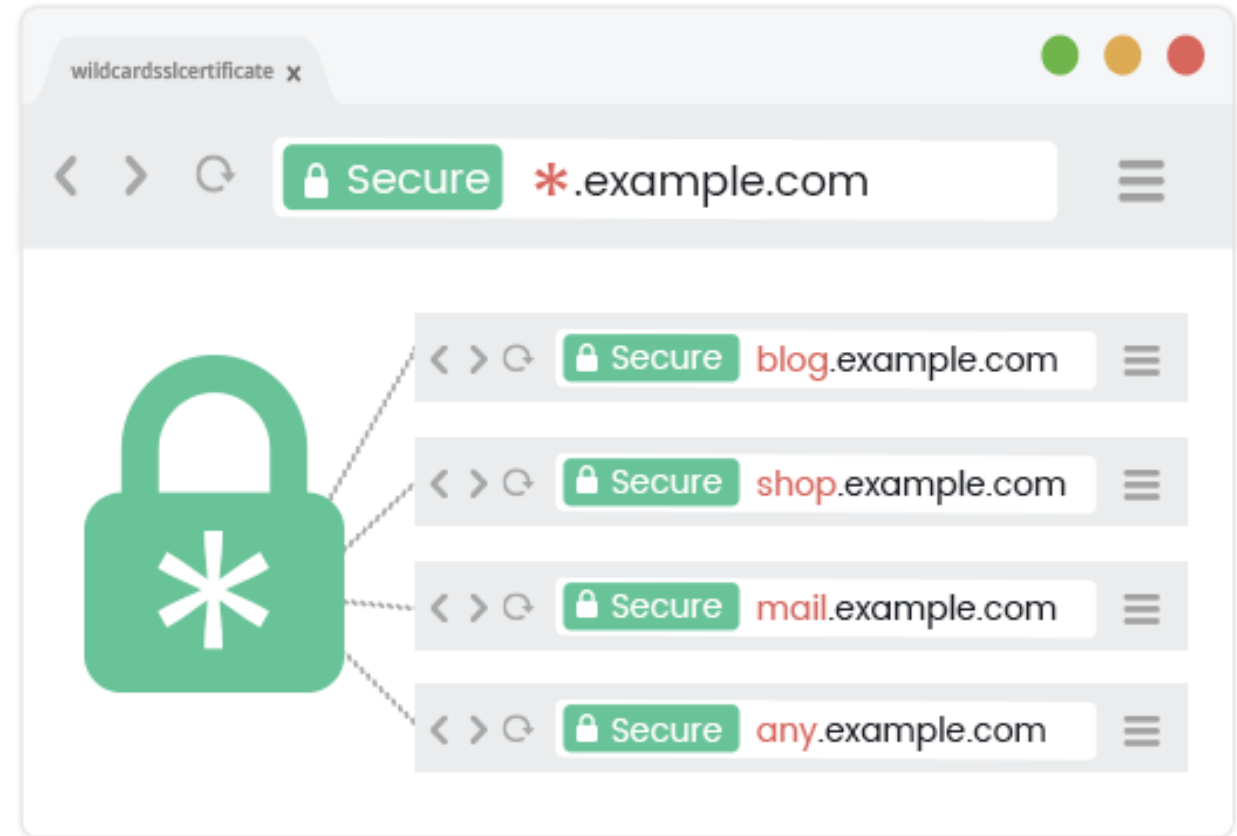 wildcardsslcertificate x
Secure *.example.com
Secure blog.example.com
*
Secure shop.example.com
Secure mail.example.com
Secure any.example.com